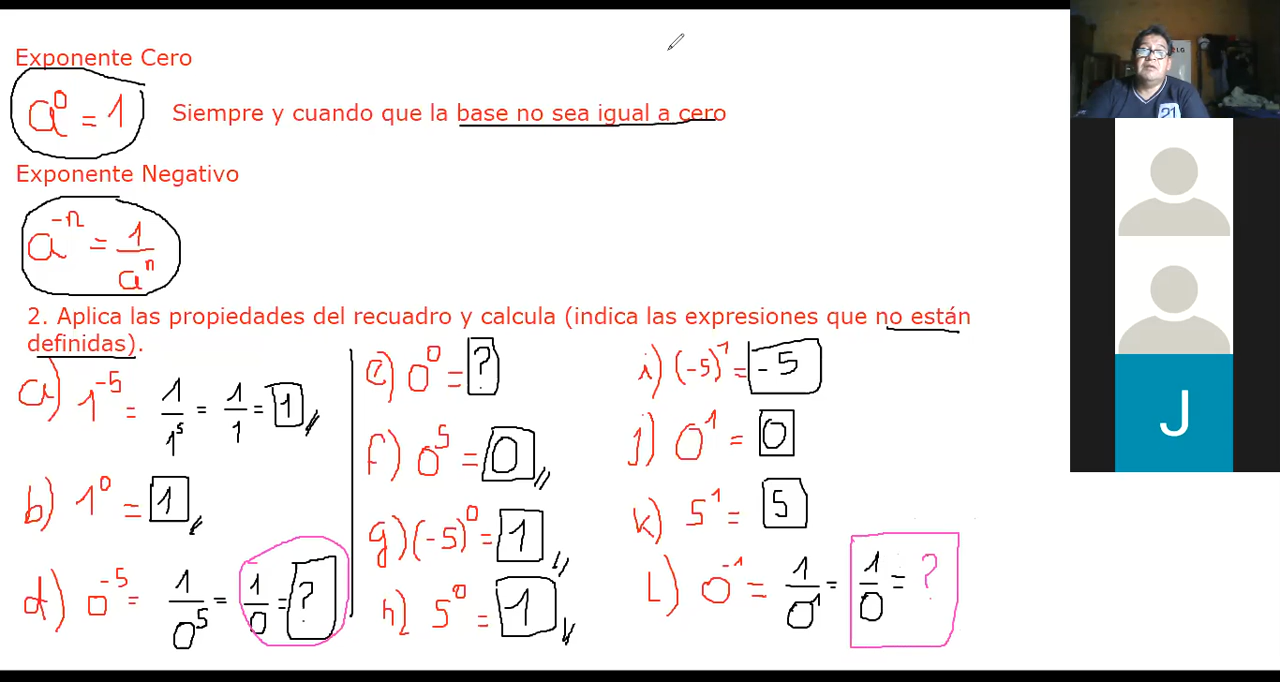 Exponente Cero
a⁰ = 1 Siempre y cuando que la base no sea igual a cero
Exponente Negativo
a⁻ⁿ = 1/aⁿ
2. Aplica las propiedades del recuadro y calcula (indica las expresiones que no están
definidas).
a) 1⁻⁵ = 1/1⁵ = 1/1 = 1
b) 1⁰ = 1
d) 0⁻⁵ = 1/0⁵ = 1/0 = ?
e) 0⁰ = ?
f) 0⁵ = 0
g) (-5)⁰ = 1
h) 5⁰ = 1
i) (-5)¹ = -5
j) 0¹ = 0
k) 5¹ = 5
L) 0⁻¹ = 1/0¹ = 1/0 = ?
21
J